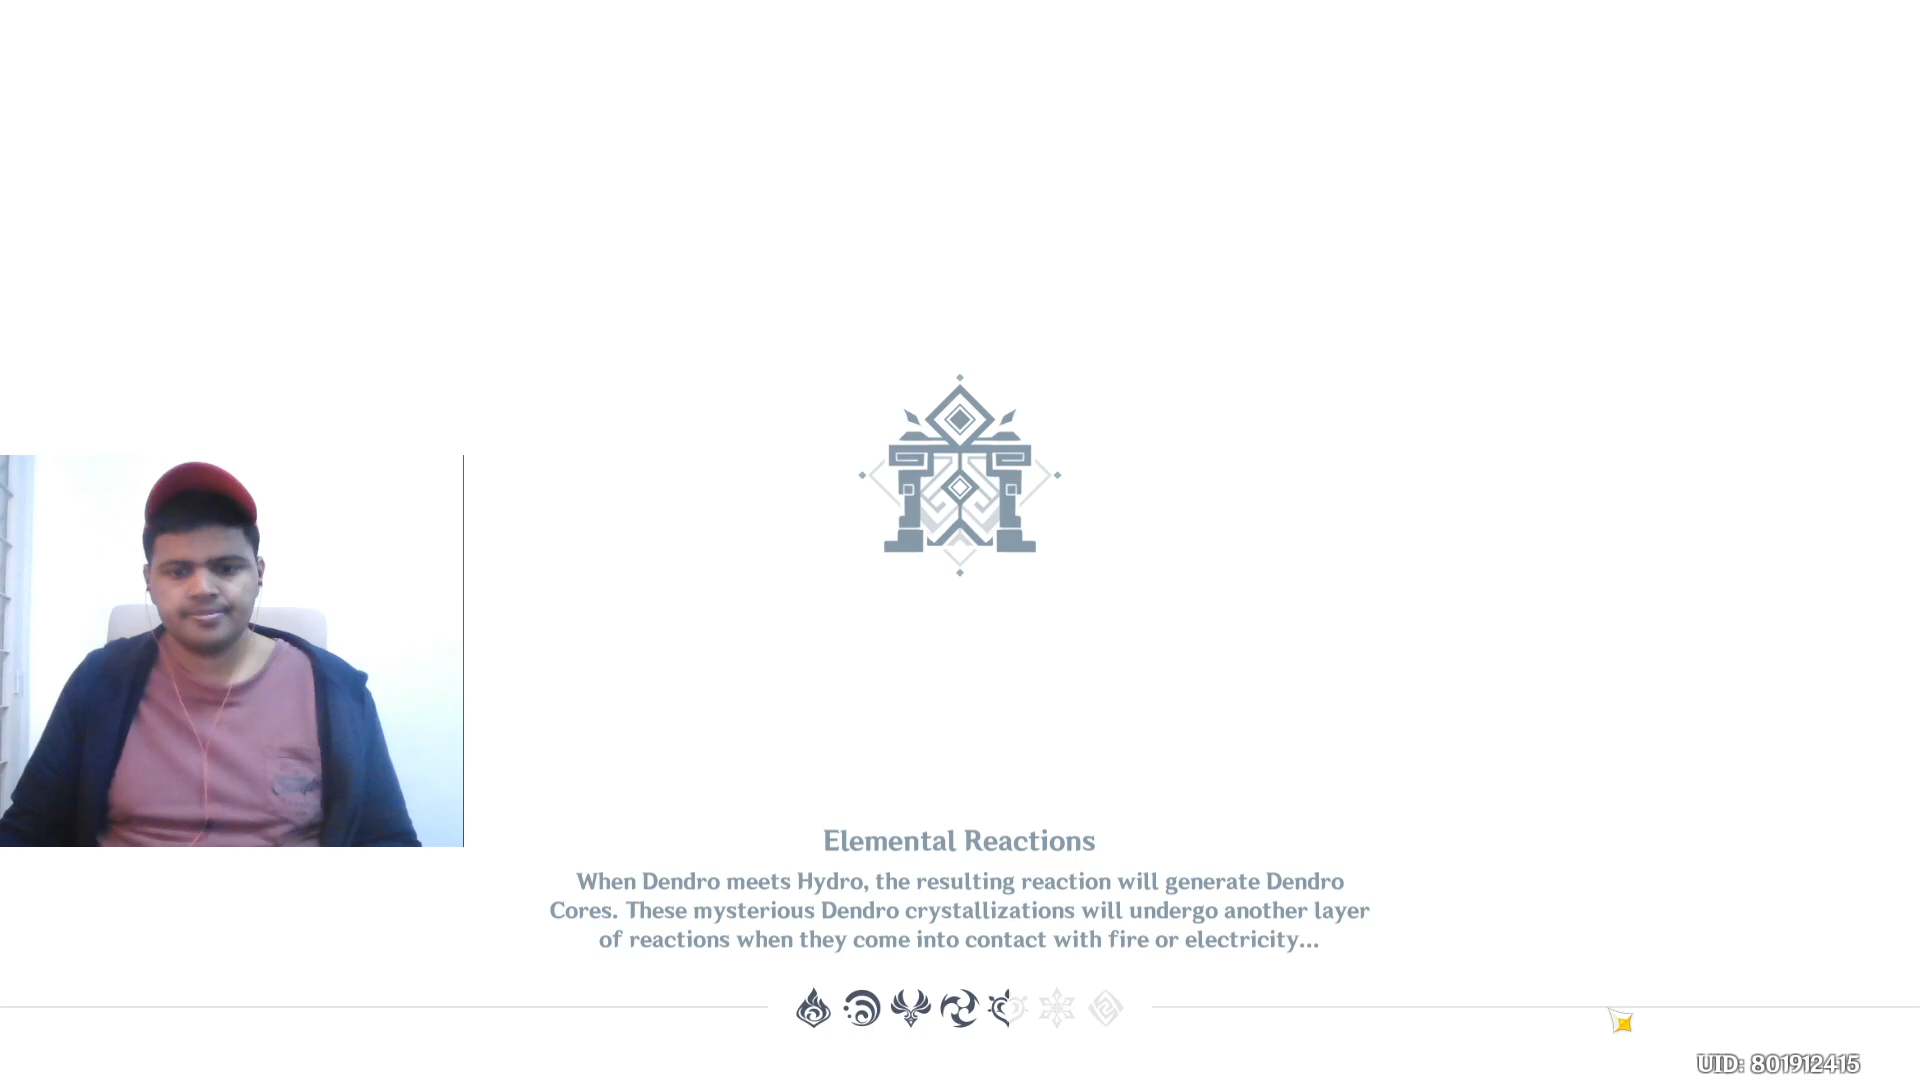 Elemental Reactions
When Dendro meets Hydro, the resulting reaction will generate Dendro
Cores. These mysterious Dendro crystallizations will undergo another layer
of reactions when they come into contact with fire or electricity...
UID: 801912415